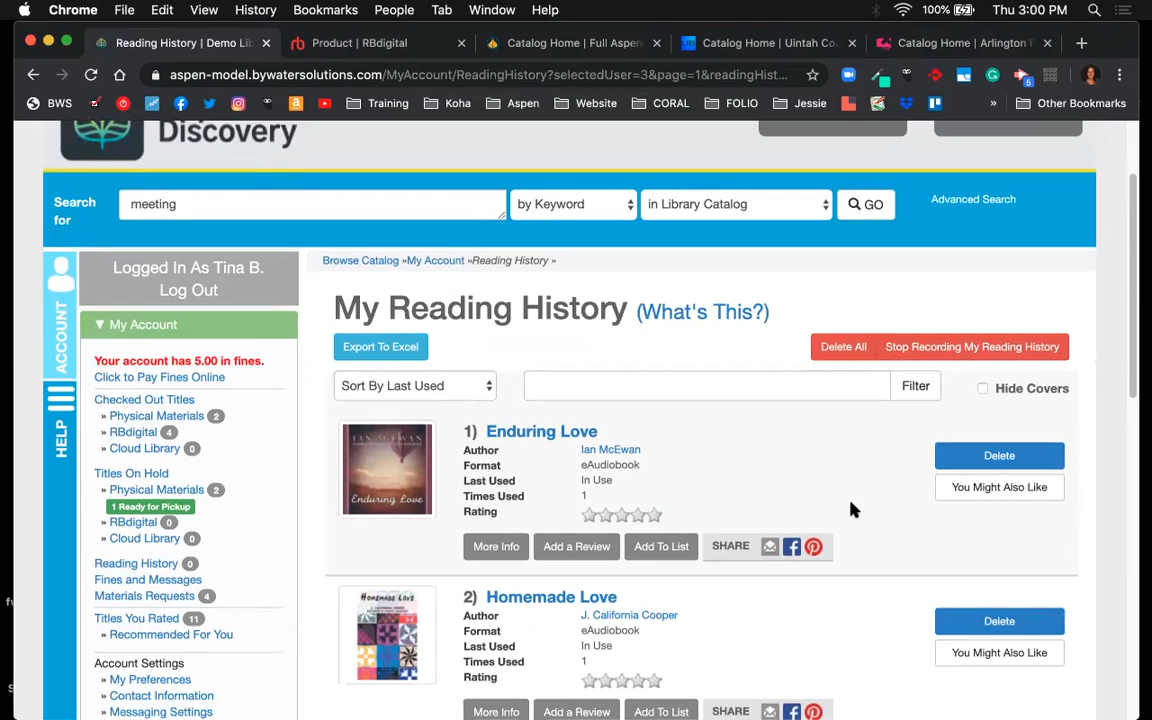 Chrome File Edit View History Bookmarks People Tab Window Help 100% Thu 3:00 PM
Reading History | Demo Lib × Product | RBdigital × Catalog Home | Full Aspen × Catalog Home | Uintah Cou × Catalog Home | Arlington P × +
aspen-model.bywatersolutions.com/MyAccount/ReadingHistory?selectedUser=3&page=1&readingHist... 5
BWS Training Koha Aspen Website CORAL FOLIO Jessie » Other Bookmarks
Discovery
Search for
meeting by Keyword in Library Catalog GO Advanced Search
ACCOUNT
HELP
Logged In As Tina B.
Log Out
▼ My Account
Your account has 5.00 in fines.
Click to Pay Fines Online
Checked Out Titles
» Physical Materials 2
» RBdigital 4
» Cloud Library 0
Titles On Hold
» Physical Materials 2
1 Ready for Pickup
» RBdigital 0
» Cloud Library 0
Reading History 0
Fines and Messages
Materials Requests 4
Titles You Rated 11
» Recommended For You
Account Settings
» My Preferences
» Contact Information
» Messaging Settings
Browse Catalog »My Account »Reading History »
My Reading History (What's This?)
Export To Excel Delete All Stop Recording My Reading History
Sort By Last Used Filter Hide Covers
IAN MCEWAN
Enduring Love
1) Enduring Love
Author Ian McEwan
Format eAudiobook
Last Used In Use
Times Used 1
Rating
Delete
You Might Also Like
More Info Add a Review Add To List SHARE
HOMEMADE LOVE
2) Homemade Love
Author J. California Cooper
Format eAudiobook
Last Used In Use
Times Used 1
Rating
Delete
You Might Also Like
More Info Add a Review Add To List SHARE